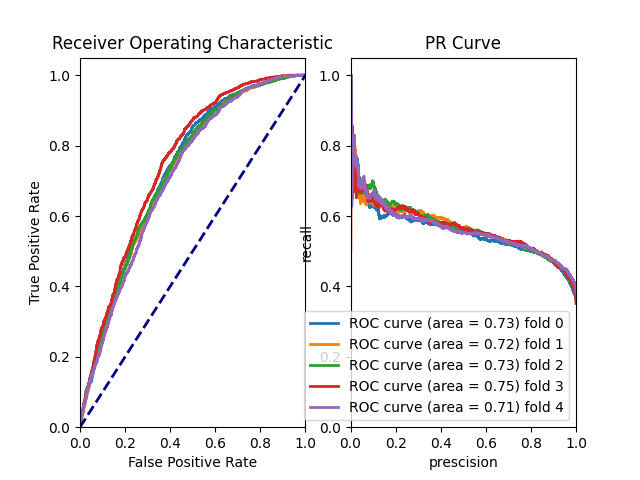 Receiver Operating Characteristic
1.0
0.8
0.6
0.4
0.2
0.0
True Positive Rate
0.0 0.2 0.4 0.6 0.8 1.0
False Positive Rate
PR Curve
1.0
0.8
0.6
0.4
0.2
0.0
recall
0.0 0.2 0.4 0.6 0.8 1.0
prescision
ROC curve (area = 0.73) fold 0
ROC curve (area = 0.72) fold 1
ROC curve (area = 0.73) fold 2
ROC curve (area = 0.75) fold 3
ROC curve (area = 0.71) fold 4